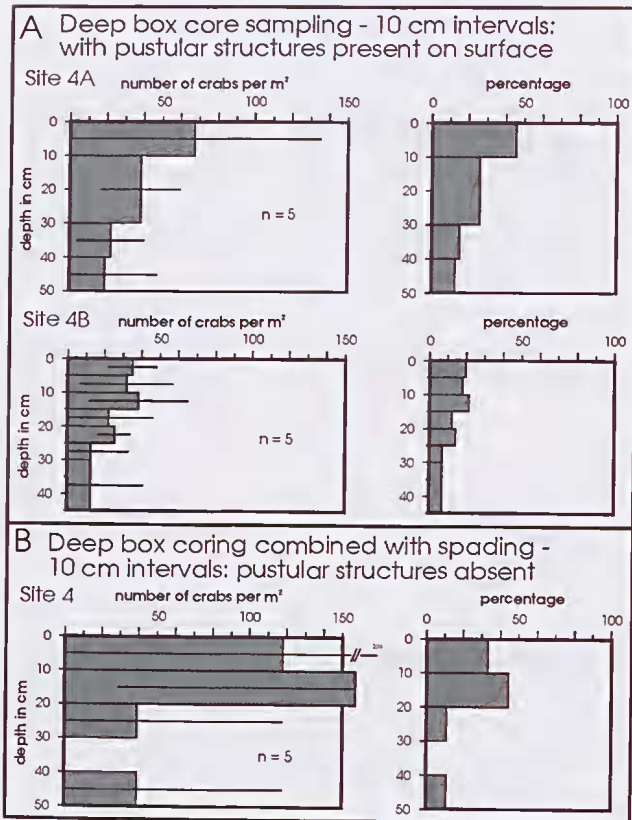 A Deep box core sampling - 10 cm intervals:
with pustular structures present on surface
Site 4A number of crabs per m² percentage
50 100 150 0 100
0 10 20 30 40 50
depth in cm
n = 5
0 10 20 30 40 50
Site 4B number of crabs per m² percentage
0 50 100 150 0 100
0 10 20 30 40
depth in cm
n = 5
0 10 20 30 40
B Deep box coring combined with spading -
10 cm intervals: pustular structures absent
Site 4 number of crabs per m² percentage
0 50 100 150 0 100
0 10 20 30 40 50
depth in cm
n = 5
0 10 20 30 40 50